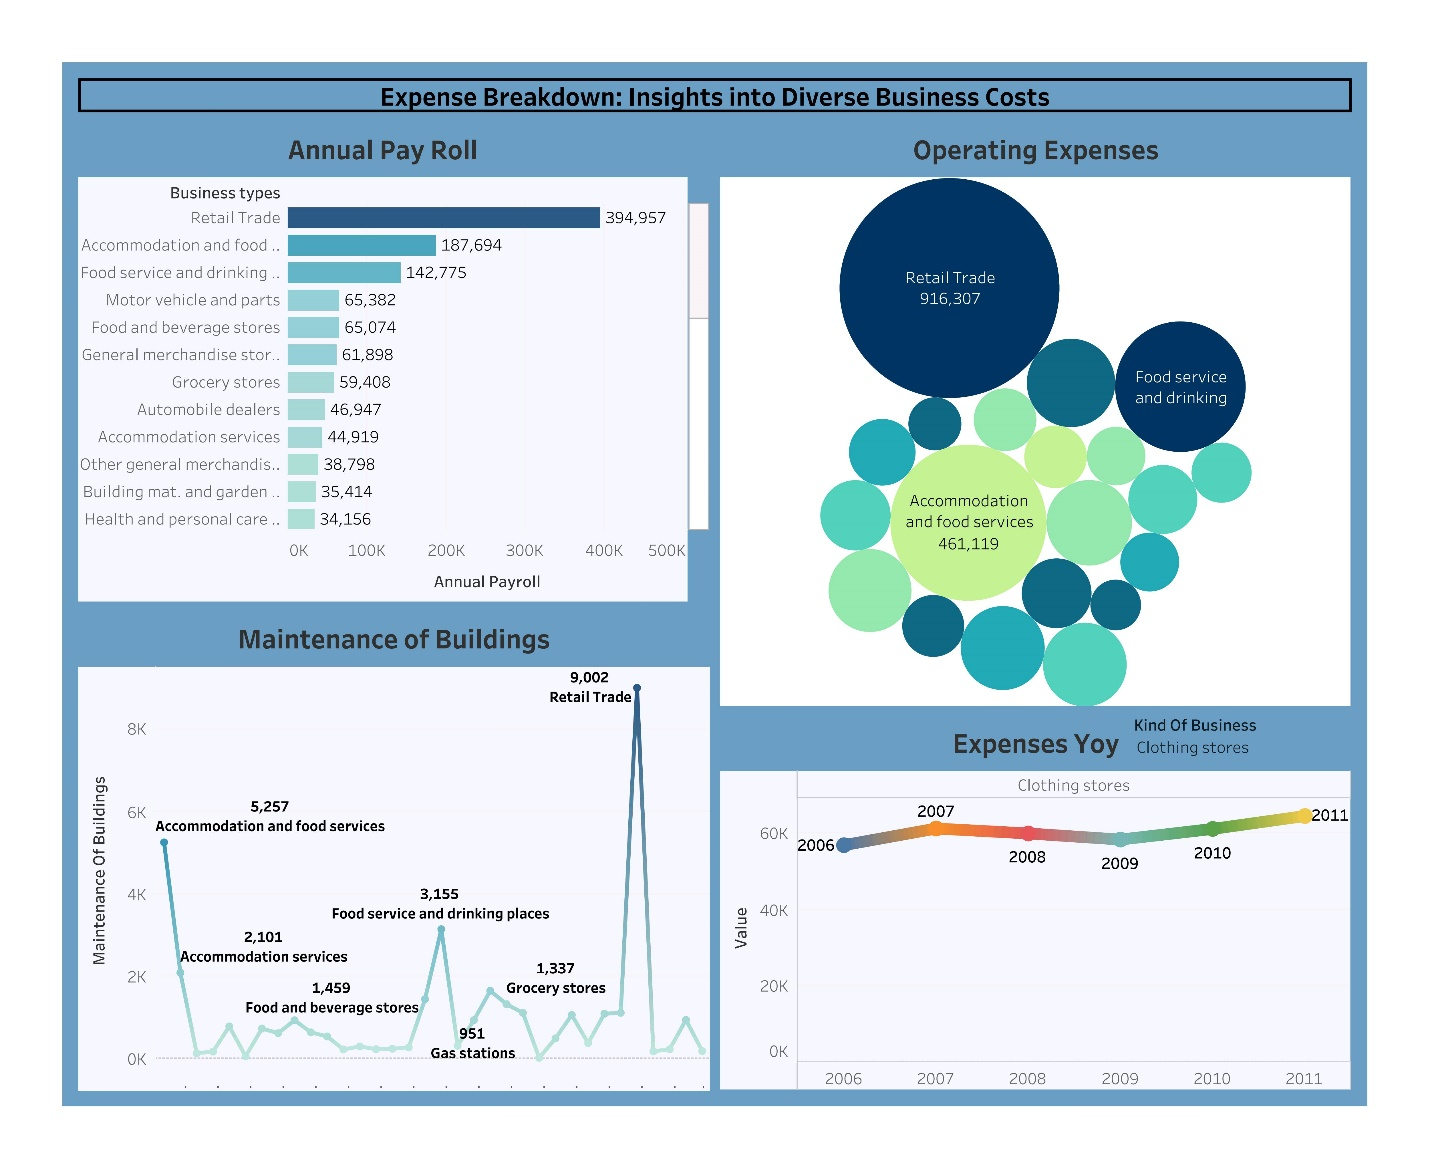 Expense Breakdown: Insights into Diverse Business Costs
Annual Pay Roll
Business types
Retail Trade 394,957
Accommodation and food .. 187,694
Food service and drinking .. 142,775
Motor vehicle and parts 65,382
Food and beverage stores 65,074
General merchandise stor.. 61,898
Grocery stores 59,408
Automobile dealers 46,947
Accommodation services 44,919
Other general merchandis.. 38,798
Building mat. and garden .. 35,414
Health and personal care .. 34,156
0K 100K 200K 300K 400K 500K
Annual Payroll
Operating Expenses
Retail Trade
916,307
Food service
and drinking
Accommodation
and food services
461,119
Maintenance of Buildings
Maintenance Of Buildings
8K
6K
4K
2K
0K
9,002
Retail Trade
5,257
Accommodation and food services
3,155
Food service and drinking places
2,101
Accommodation services
1,459
Food and beverage stores
1,337
Grocery stores
951
Gas stations
Expenses Yoy
Kind Of Business
Clothing stores
Clothing stores
Value
60K
40K
20K
0K
2006
2007
2008
2009
2010
2011
2006 2007 2008 2009 2010 2011